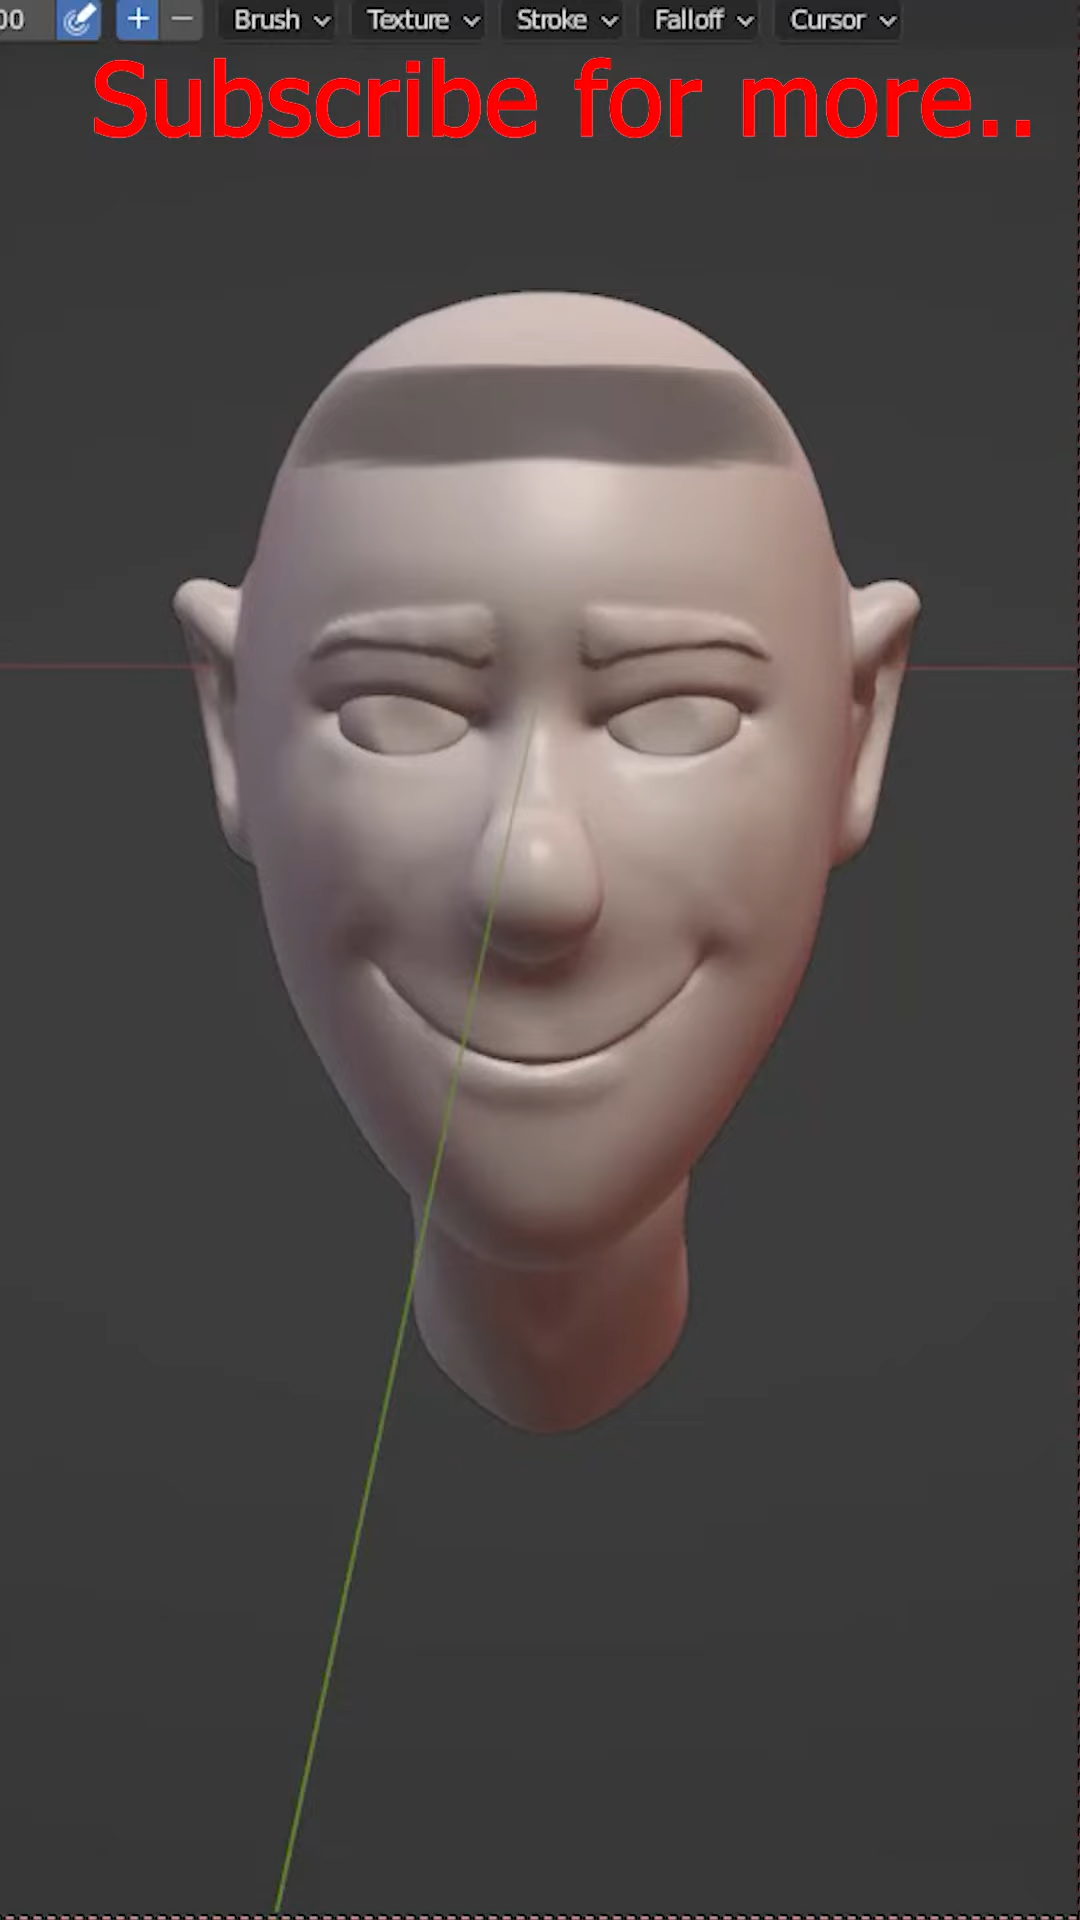 00 + − Brush Texture Stroke Falloff Cursor
Subscribe for more..